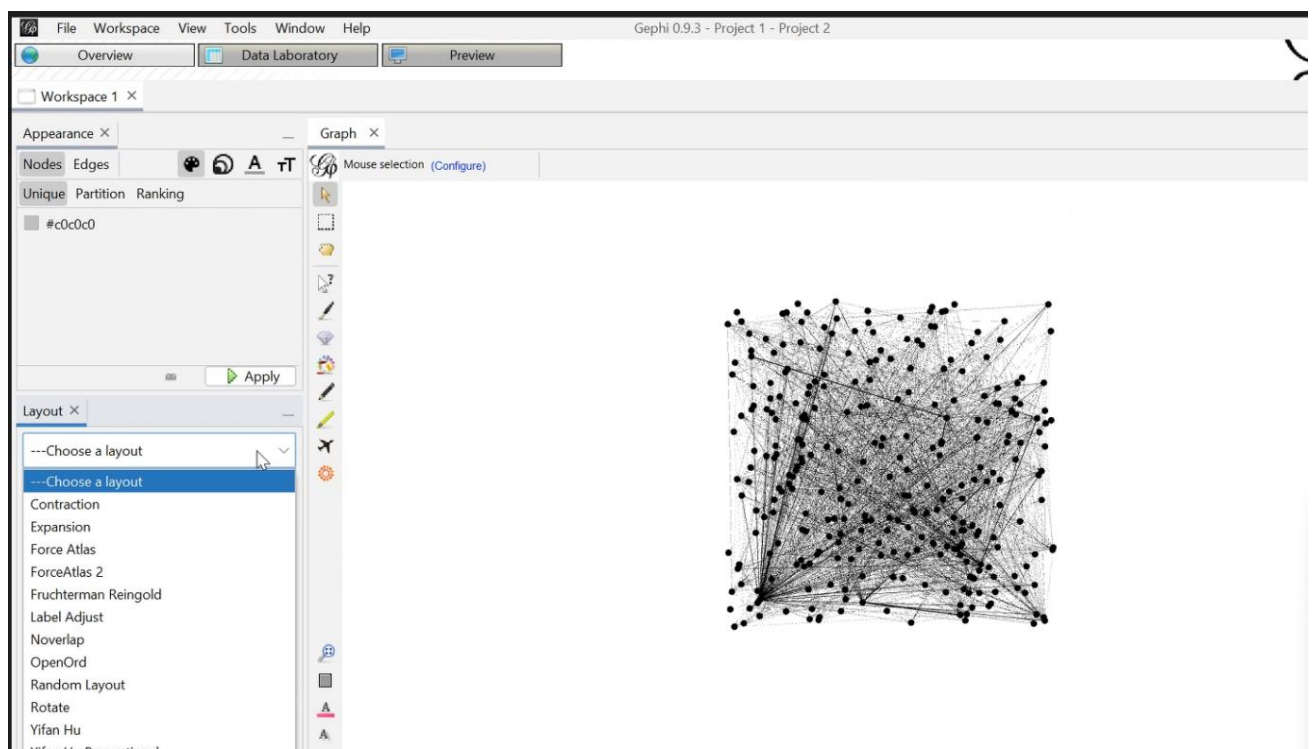 File Workspace View Tools Window Help
Gephi 0.9.3 - Project 1 - Project 2
Overview
Data Laboratory
Preview
Workspace 1
Appearance
Graph
Nodes Edges
Mouse selection (Configure)
Unique Partition Ranking
#c0c0c0
Apply
Layout
---Choose a layout
---Choose a layout
Contraction
Expansion
Force Atlas
ForceAtlas 2
Fruchterman Reingold
Label Adjust
Noverlap
OpenOrd
Random Layout
Rotate
Yifan Hu